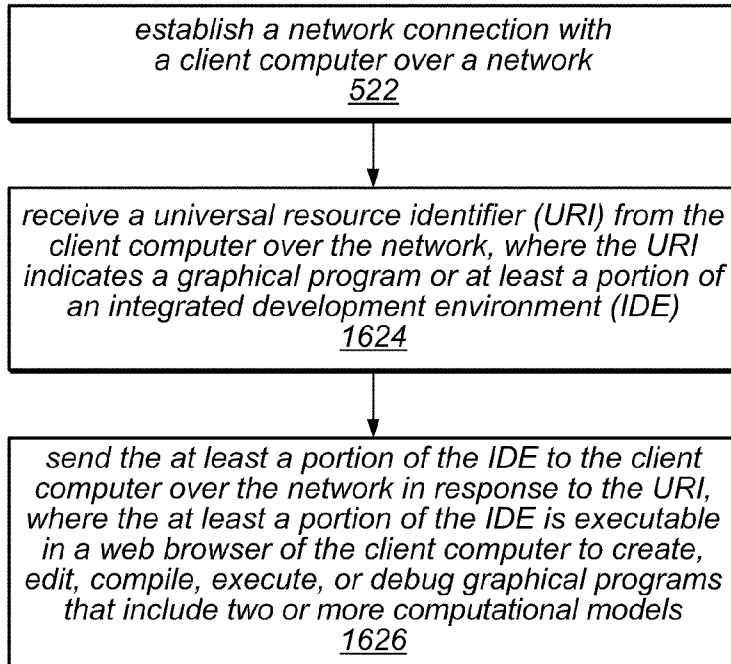 establish a network connection with
a client computer over a network
522
receive a universal resource identifier (URI) from the
client computer over the network, where the URI
indicates a graphical program or at least a portion of
an integrated development environment (IDE)
1624
send the at least a portion of the IDE to the client
computer over the network in response to the URI,
where the at least a portion of the IDE is executable
in a web browser of the client computer to create,
edit, compile, execute, or debug graphical programs
that include two or more computational models
1626